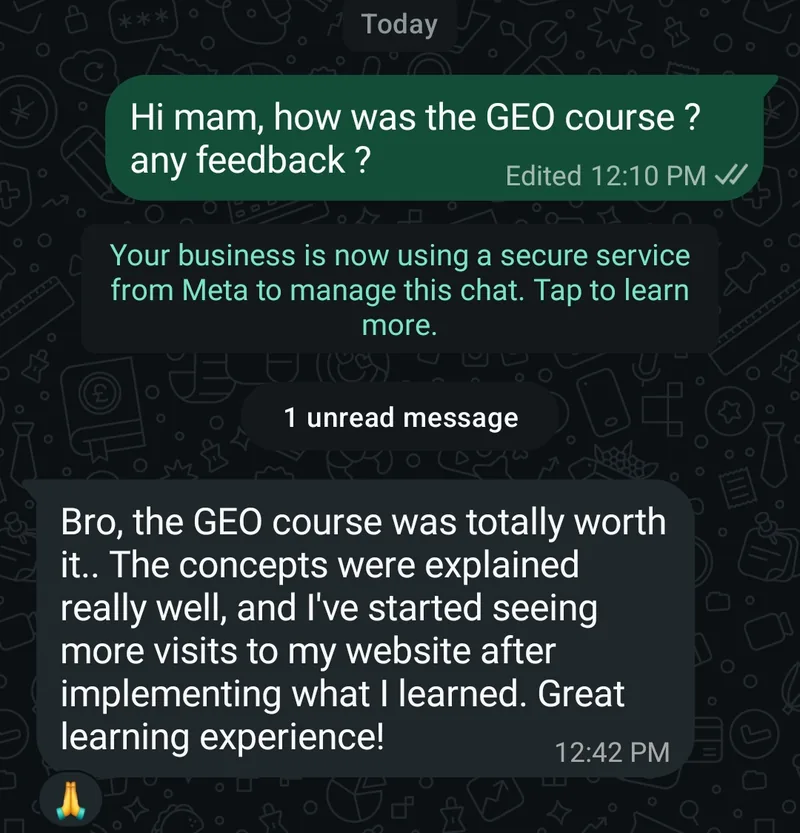 Today
Hi mam, how was the GEO course ?
any feedback ?
Edited 12:10 PM
Your business is now using a secure service
from Meta to manage this chat. Tap to learn
more.
1 unread message
Bro, the GEO course was totally worth
it.. The concepts were explained
really well, and I've started seeing
more visits to my website after
implementing what I learned. Great
learning experience!
12:42 PM